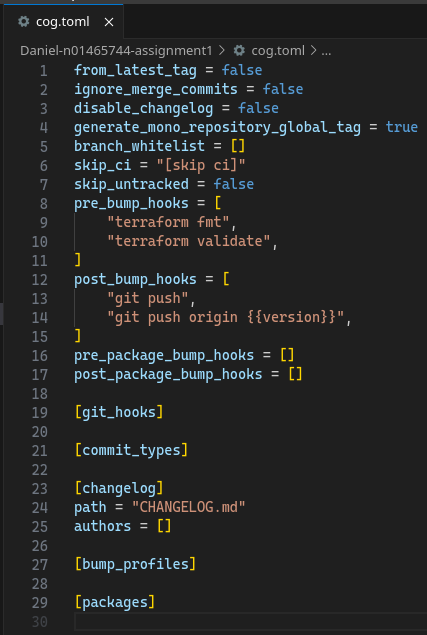 cog.toml
Daniel-n01465744-assignment1 > cog.toml > ...
1 from_latest_tag = false
2 ignore_merge_commits = false
3 disable_changelog = false
4 generate_mono_repository_global_tag = true
5 branch_whitelist = []
6 skip_ci = "[skip ci]"
7 skip_untracked = false
8 pre_bump_hooks = [
9     "terraform fmt",
10     "terraform validate",
11 ]
12 post_bump_hooks = [
13     "git push",
14     "git push origin {{version}}",
15 ]
16 pre_package_bump_hooks = []
17 post_package_bump_hooks = []
18
19 [git_hooks]
20
21 [commit_types]
22
23 [changelog]
24 path = "CHANGELOG.md"
25 authors = []
26
27 [bump_profiles]
28
29 [packages]
30